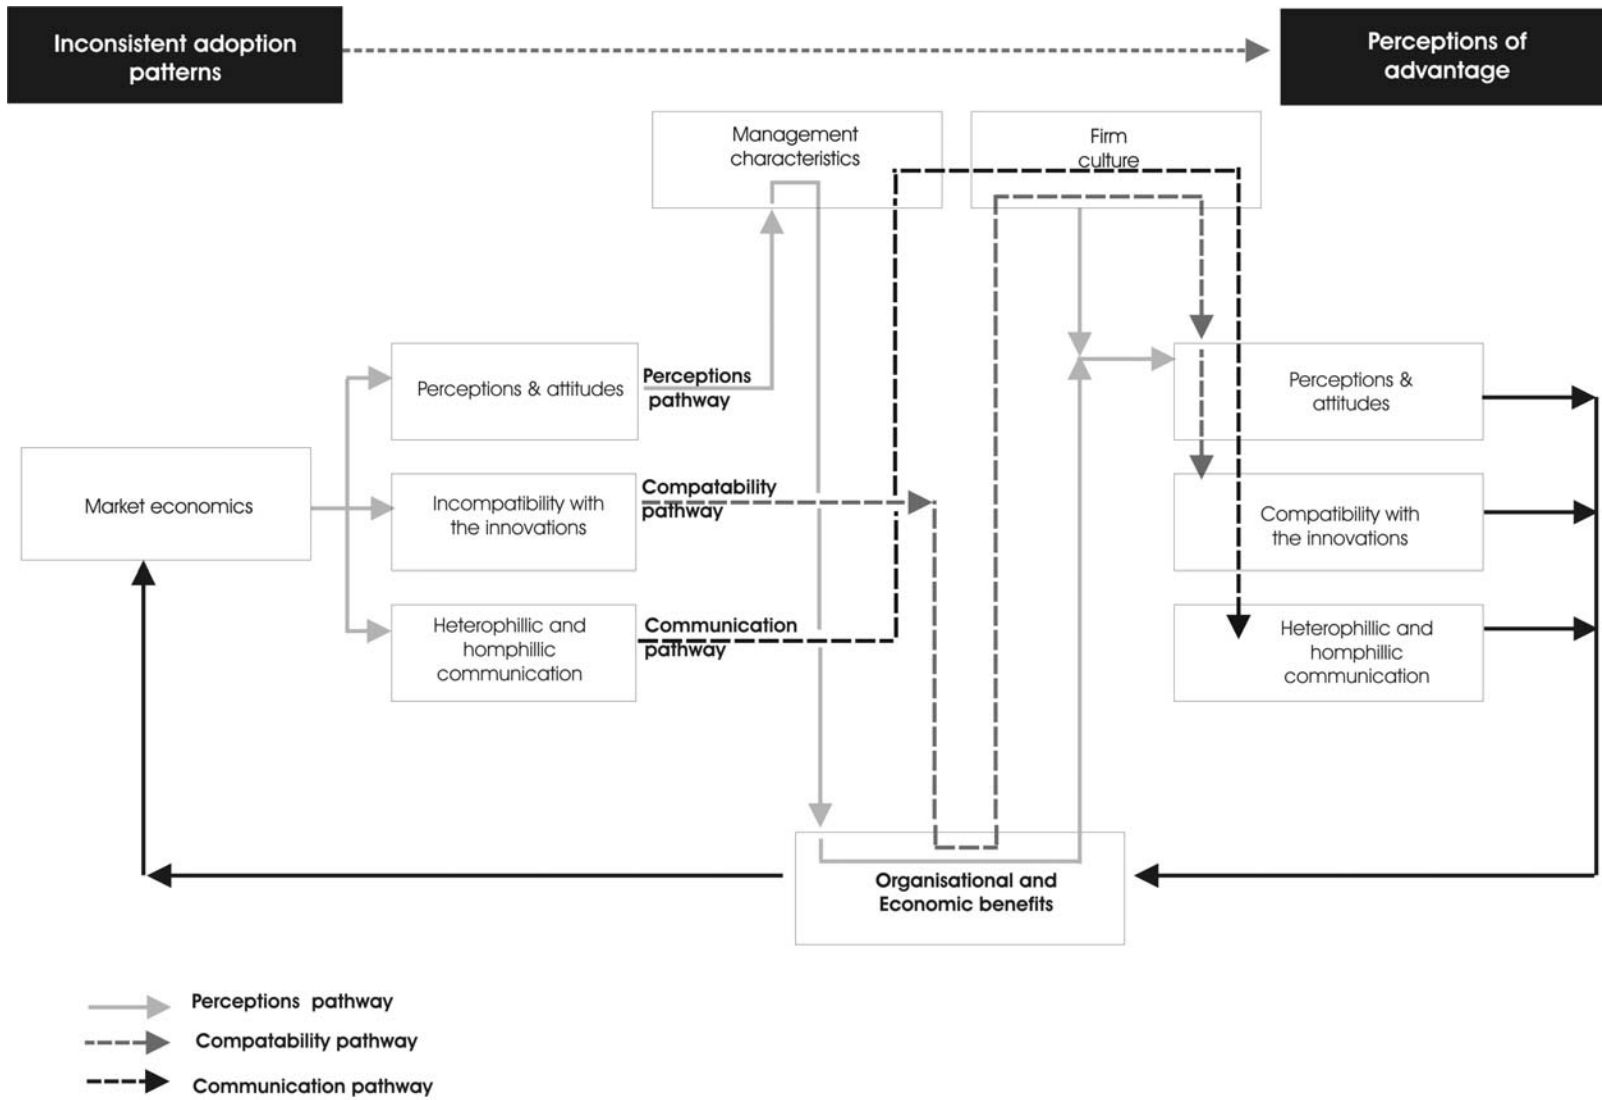 Inconsistent adoption
patterns
Perceptions of
advantage
Management
characteristics
Firm
culture
Perceptions & attitudes
Perceptions
pathway
Perceptions &
attitudes
Market economics
Incompatibility with
the innovations
Compatability
pathway
Compatibility with
the innovations
Heterophillic and
homphillic
communication
Communication
pathway
Heterophillic and
homphillic
communication
Organisational and
Economic benefits
Perceptions pathway
Compatability pathway
Communication pathway